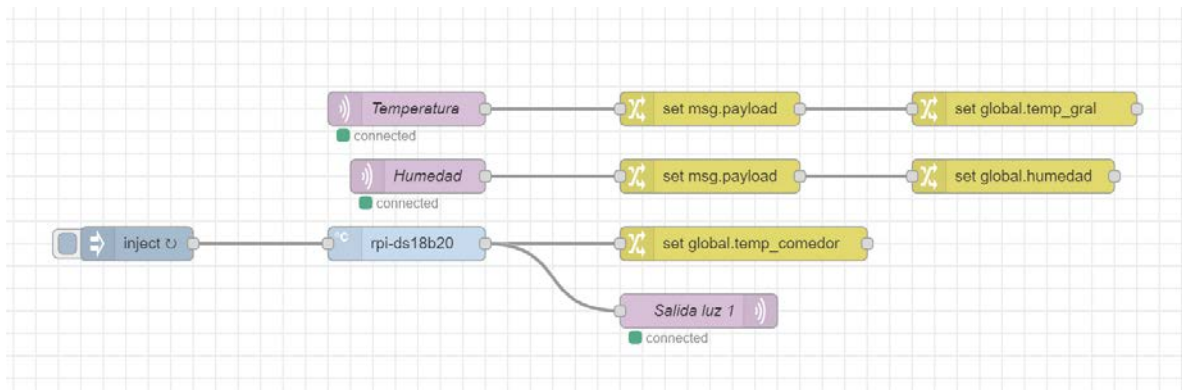 Temperatura
set msg.payload
set global.temp_gral
connected
Humedad
set msg.payload
set global.humedad
connected
inject ↻
°C
rpi-ds18b20
set global.temp_comedor
Salida luz 1
connected